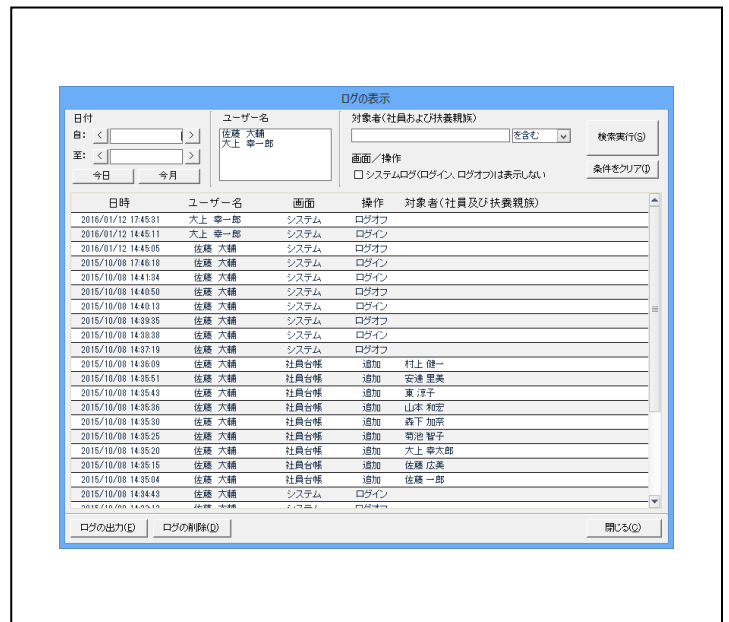 ログの表示
日付 ユーザー名 対象者(社員および扶養親族)
自: < > 佐藤 大輔 を含む 検索実行(S)
大上 幸一郎
至: < > 画面/操作
今日 今月 システムログ(ログイン、ログオフ)は表示しない 条件をクリア(I)
日時 ユーザー名 画面 操作 対象者(社員及び扶養親族)
2016/01/12 17:45:31 大上 幸一郎 システム ログオフ
2016/01/12 14:45:11 大上 幸一郎 システム ログイン
2016/01/12 14:45:05 佐藤 大輔 システム ログオフ
2015/10/08 17:46:18 佐藤 大輔 システム ログイン
2015/10/08 14:41:34 佐藤 大輔 システム ログイン
2015/10/08 14:40:50 佐藤 大輔 システム ログオフ
2015/10/08 14:40:13 佐藤 大輔 システム ログイン
2015/10/08 14:39:35 佐藤 大輔 システム ログオフ
2015/10/08 14:38:38 佐藤 大輔 システム ログイン
2015/10/08 14:37:19 佐藤 大輔 システム ログオフ
2015/10/08 14:36:09 佐藤 大輔 社員台帳 追加 村上 健一
2015/10/08 14:35:51 佐藤 大輔 社員台帳 追加 安達 里美
2015/10/08 14:35:43 佐藤 大輔 社員台帳 追加 東 淳子
2015/10/08 14:35:36 佐藤 大輔 社員台帳 追加 山本 和宏
2015/10/08 14:35:30 佐藤 大輔 社員台帳 追加 森下 加奈
2015/10/08 14:35:25 佐藤 大輔 社員台帳 追加 菊池 智子
2015/10/08 14:35:20 佐藤 大輔 社員台帳 追加 大上 幸太郎
2015/10/08 14:35:15 佐藤 大輔 社員台帳 追加 佐藤 広美
2015/10/08 14:35:04 佐藤 大輔 社員台帳 追加 佐藤 一郎
2015/10/08 14:34:43 佐藤 大輔 システム ログイン
ログの出力(E) ログの削除(D) 閉じる(C)